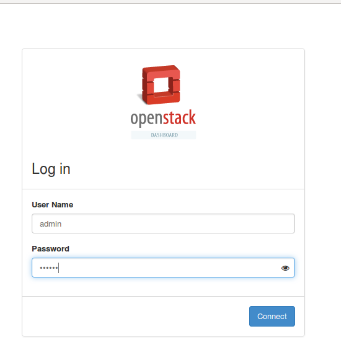 openstack
DASHBOARD
Log in
User Name
admin
Password
••••••
Connect